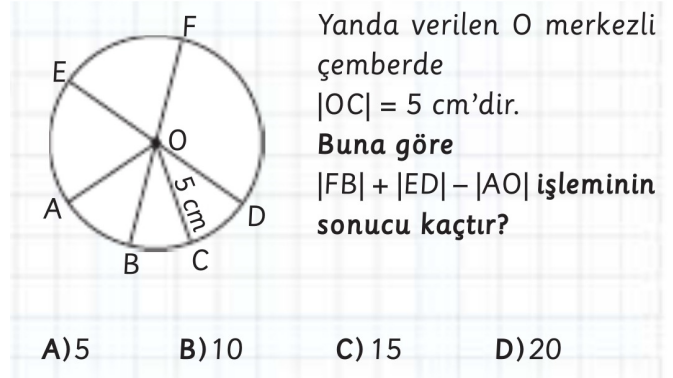 F
E
O
5 cm
A
D
B
C
Yanda verilen O merkezli
çemberde
|OC| = 5 cm’dir.
Buna göre
|FB| + |ED| – |AO| işleminin
sonucu kaçtır?
A) 5 B) 10 C) 15 D) 20